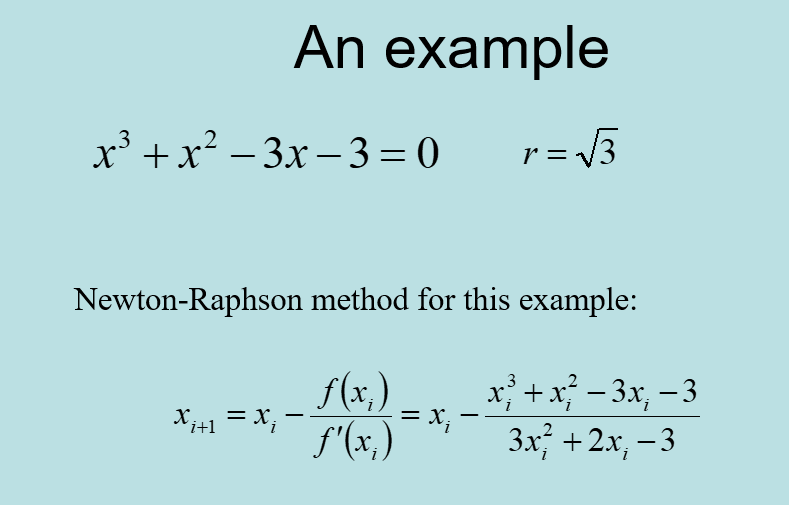 An example
x³ + x² − 3x − 3 = 0 r = √3
Newton-Raphson method for this example:
xᵢ₊₁ = xᵢ − f(xᵢ)/f′(xᵢ) = xᵢ − (xᵢ³ + xᵢ² − 3xᵢ − 3)/(3xᵢ² + 2xᵢ − 3)